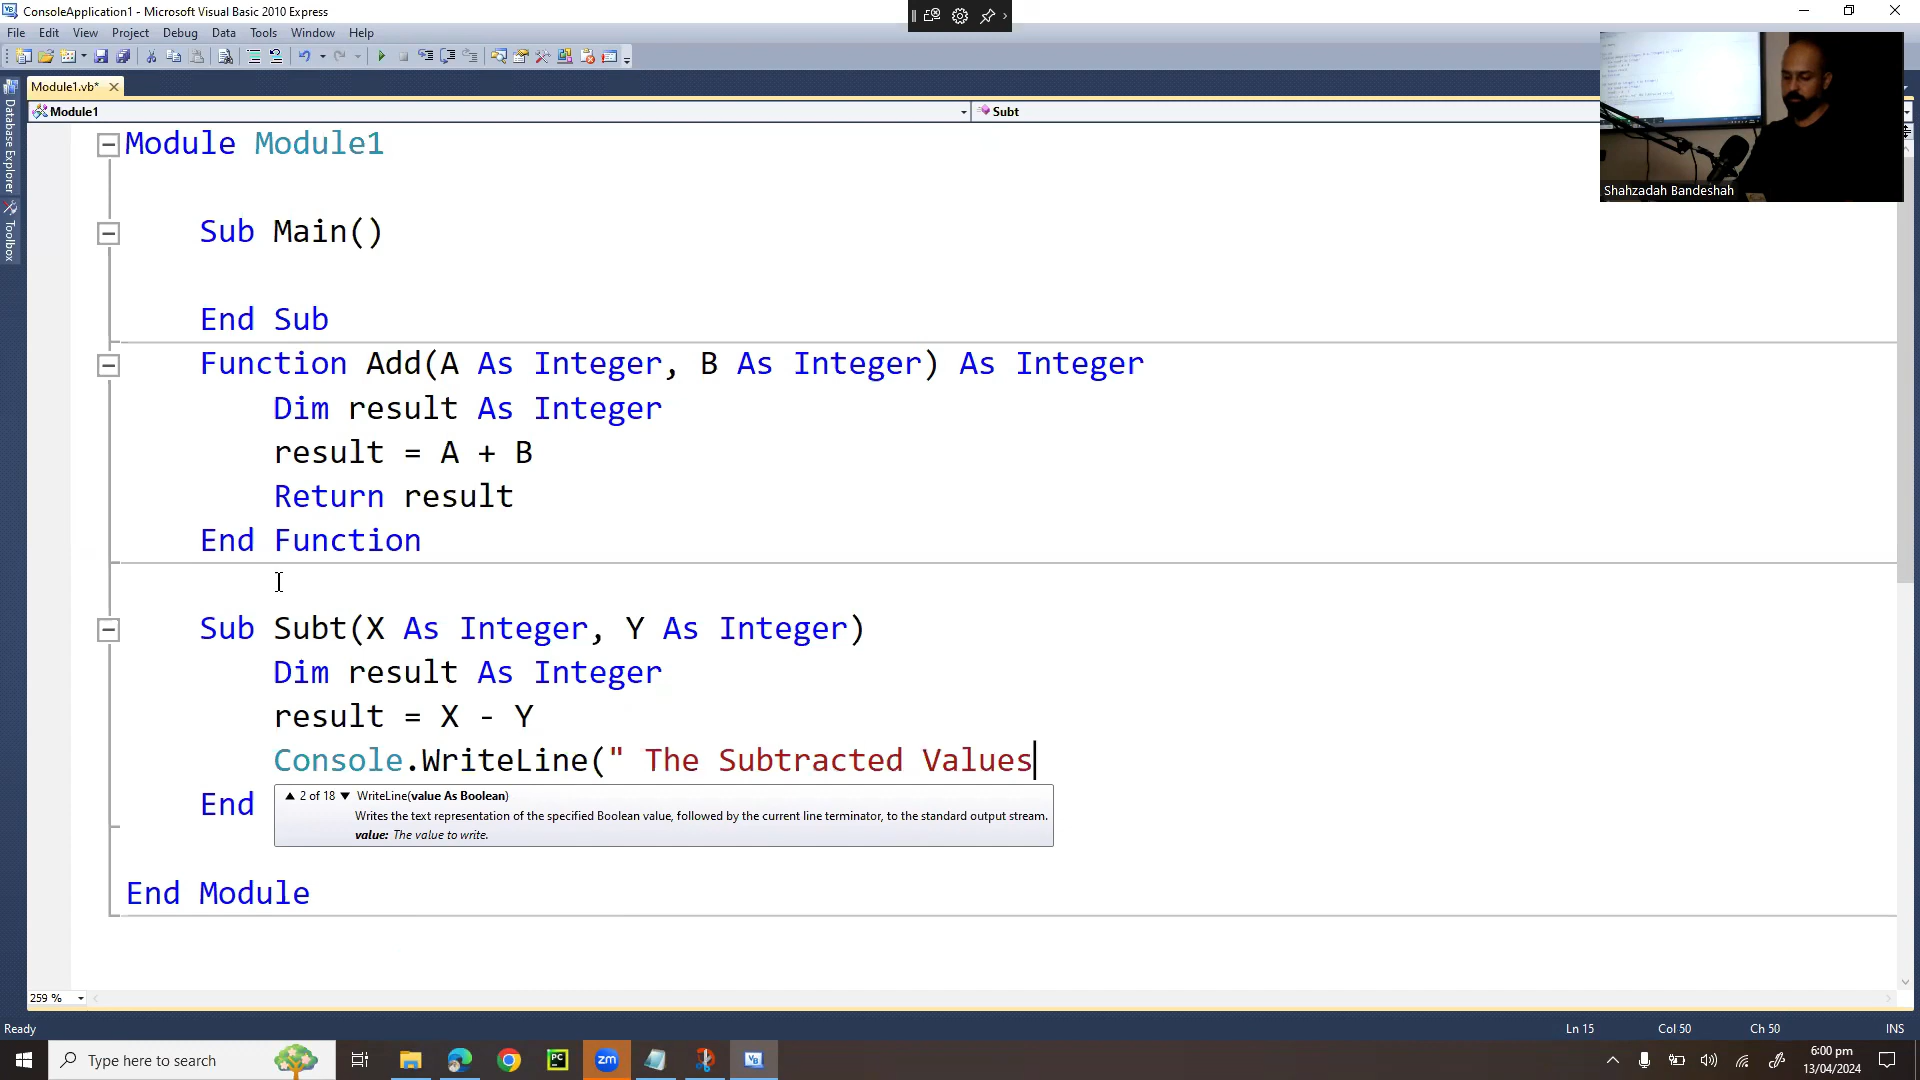 ConsoleApplication1 - Microsoft Visual Basic 2010 Express
File Edit View Project Debug Data Tools Window Help
Module1.vb*
Module1
Subt
Database Explorer
Toolbox
Shahzadah Bandeshah
Module Module1
Sub Main()
End Sub
Function Add(A As Integer, B As Integer) As Integer
Dim result As Integer
result = A + B
Return result
End Function
Sub Subt(X As Integer, Y As Integer)
Dim result As Integer
result = X - Y
Console.WriteLine(" The Subtracted Values
End
▲ 2 of 18 ▼ WriteLine(value As Boolean)
Writes the text representation of the specified Boolean value, followed by the current line terminator, to the standard output stream.
value: The value to write.
End Module
259 %
Ready
Ln 15 Col 50 Ch 50 INS
Type here to search
PC
zm
VB
6:00 pm
13/04/2024